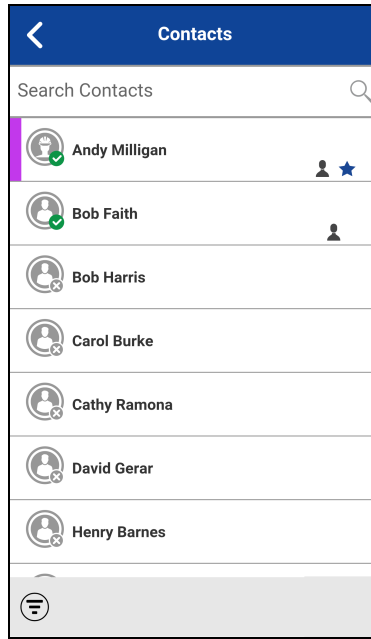 Contacts
Search Contacts
Andy Milligan
Bob Faith
Bob Harris
Carol Burke
Cathy Ramona
David Gerar
Henry Barnes